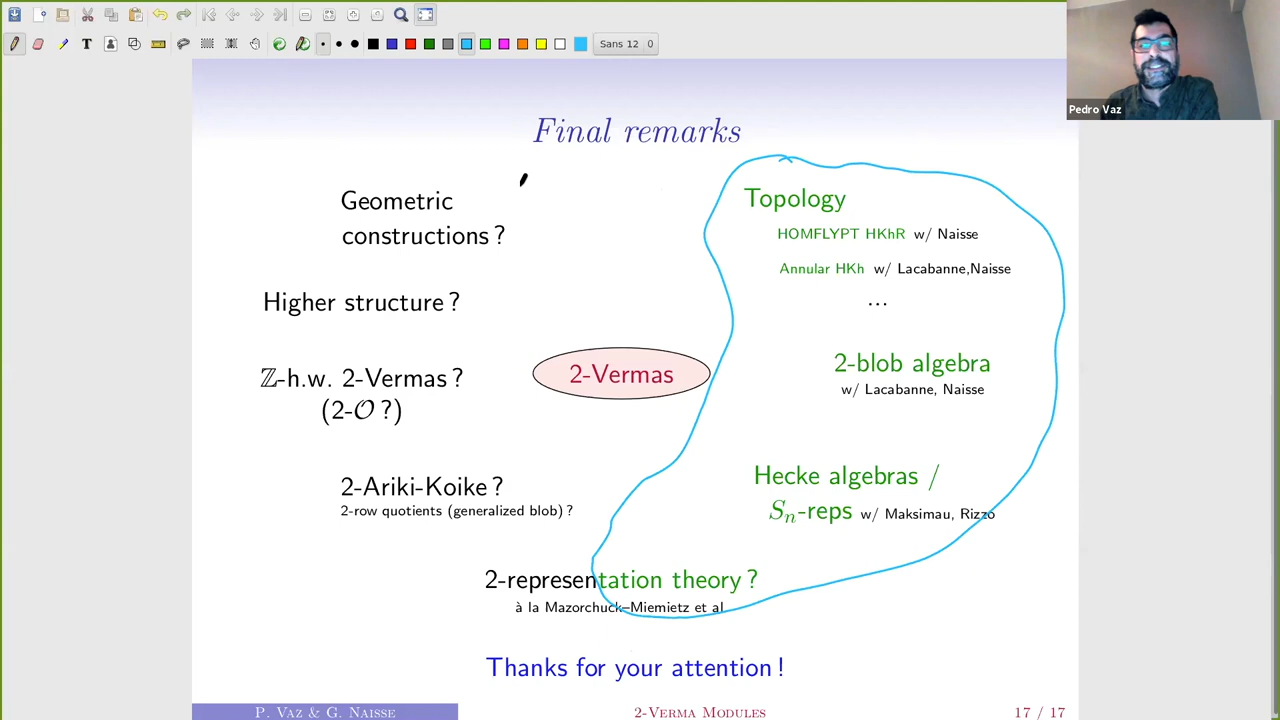 Sans 12 0
Pedro Vaz
Final remarks
Geometric
constructions ?
Topology
HOMFLYPT HKhR w/ Naisse
Annular HKh w/ Lacabanne,Naisse
...
Higher structure ?
ℤ-h.w. 2-Vermas ?
(2-𝒪 ?)
2-Vermas
2-blob algebra
w/ Lacabanne, Naisse
2-Ariki-Koike ?
2-row quotients (generalized blob) ?
Hecke algebras /
Sₙ-reps w/ Maksimau, Rizzo
2-representation theory ?
à la Mazorchuck–Miemietz et al
Thanks for your attention !
P. Vaz & G. Naisse
2-Verma Modules
17 / 17